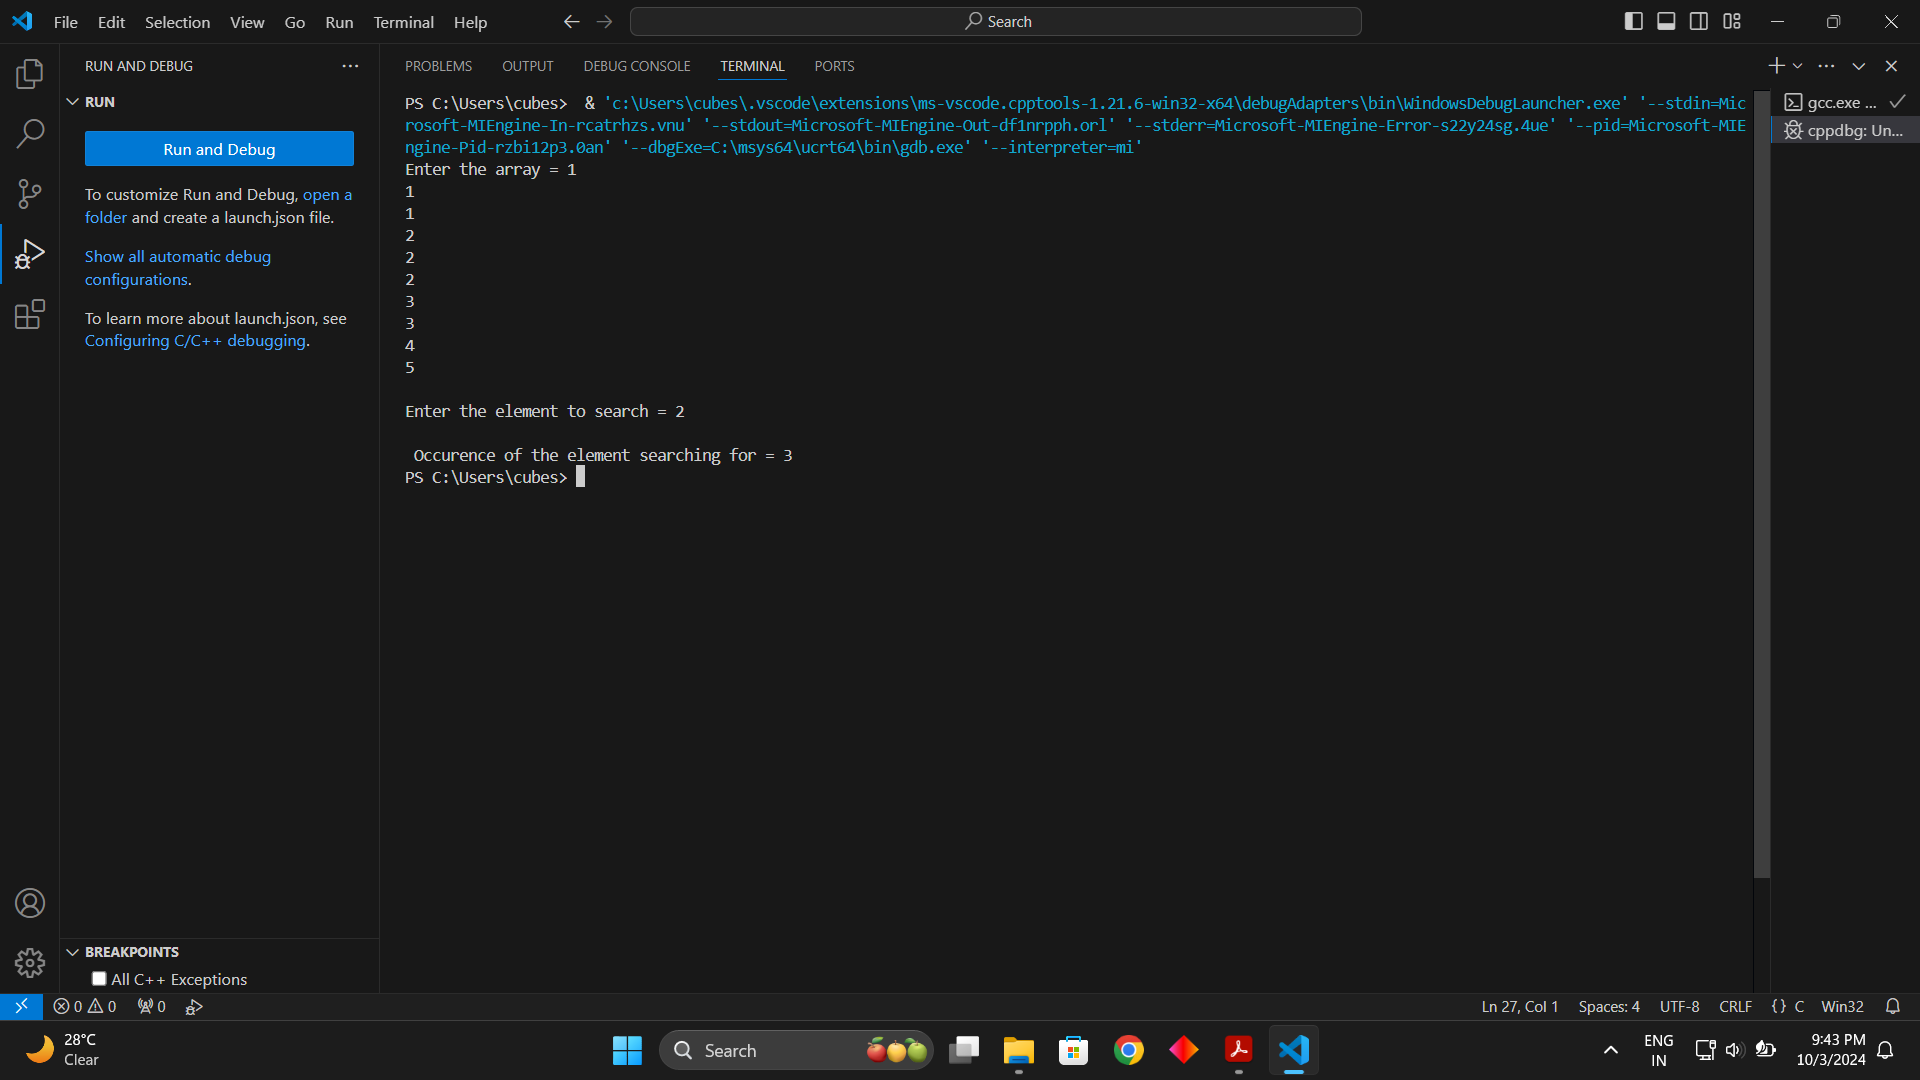 File Edit Selection View Go Run Terminal Help
Search
RUN AND DEBUG
RUN
Run and Debug
To customize Run and Debug, open a
folder and create a launch.json file.
Show all automatic debug
configurations.
To learn more about launch.json, see
Configuring C/C++ debugging.
BREAKPOINTS
All C++ Exceptions
PROBLEMS OUTPUT DEBUG CONSOLE TERMINAL PORTS
PS C:\Users\cubes>  & 'c:\Users\cubes\.vscode\extensions\ms-vscode.cpptools-1.21.6-win32-x64\debugAdapters\bin\WindowsDebugLauncher.exe' '--stdin=Mic
rosoft-MIEngine-In-rcatrhzs.vnu' '--stdout=Microsoft-MIEngine-Out-df1nrpph.orl' '--stderr=Microsoft-MIEngine-Error-s22y24sg.4ue' '--pid=Microsoft-MIE
ngine-Pid-rzbi12p3.0an' '--dbgExe=C:\msys64\ucrt64\bin\gdb.exe' '--interpreter=mi'
Enter the array = 1
1
1
2
2
2
3
3
4
5
Enter the element to search = 2
Occurence of the element searching for = 3
PS C:\Users\cubes>
gcc.exe ...
cppdbg: Un...
0 0 0
Ln 27, Col 1 Spaces: 4 UTF-8 CRLF {} C Win32
28°C
Clear
Search
ENG
IN
9:43 PM
10/3/2024